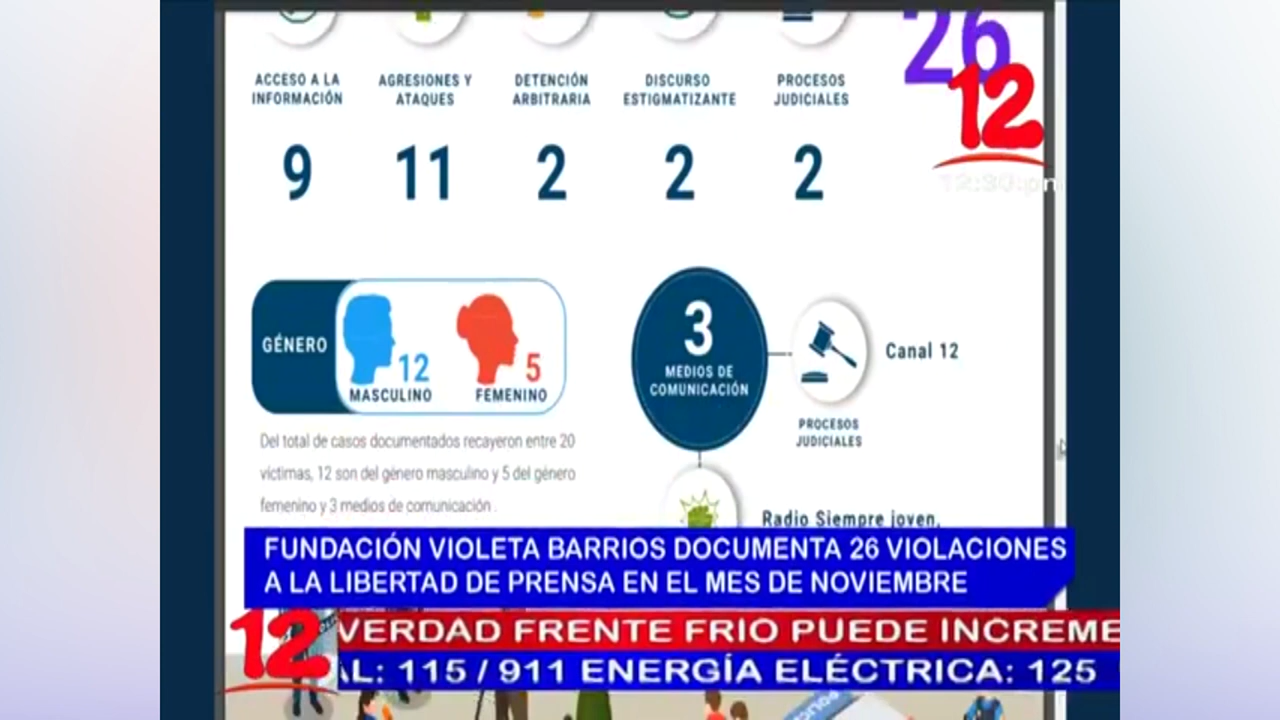 26
12
12:30:pm
ACCESO A LA
INFORMACIÓN
9
AGRESIONES Y
ATAQUES
11
DETENCIÓN
ARBITRARIA
2
DISCURSO
ESTIGMATIZANTE
2
PROCESOS
JUDICIALES
2
GÉNERO
12
MASCULINO
5
FEMENINO
Del total de casos documentados recayeron entre 20
víctimas, 12 son del género masculino y 5 del género
femenino y 3 medios de comunicación .
3
MEDIOS DE
COMUNICACIÓN
Canal 12
PROCESOS
JUDICIALES
Radio Siempre joven,
FUNDACIÓN VIOLETA BARRIOS DOCUMENTA 26 VIOLACIONES
A LA LIBERTAD DE PRENSA EN EL MES DE NOVIEMBRE
12
VERDAD FRENTE FRIO PUEDE INCREME
AL: 115 / 911 ENERGÍA ELÉCTRICA: 125